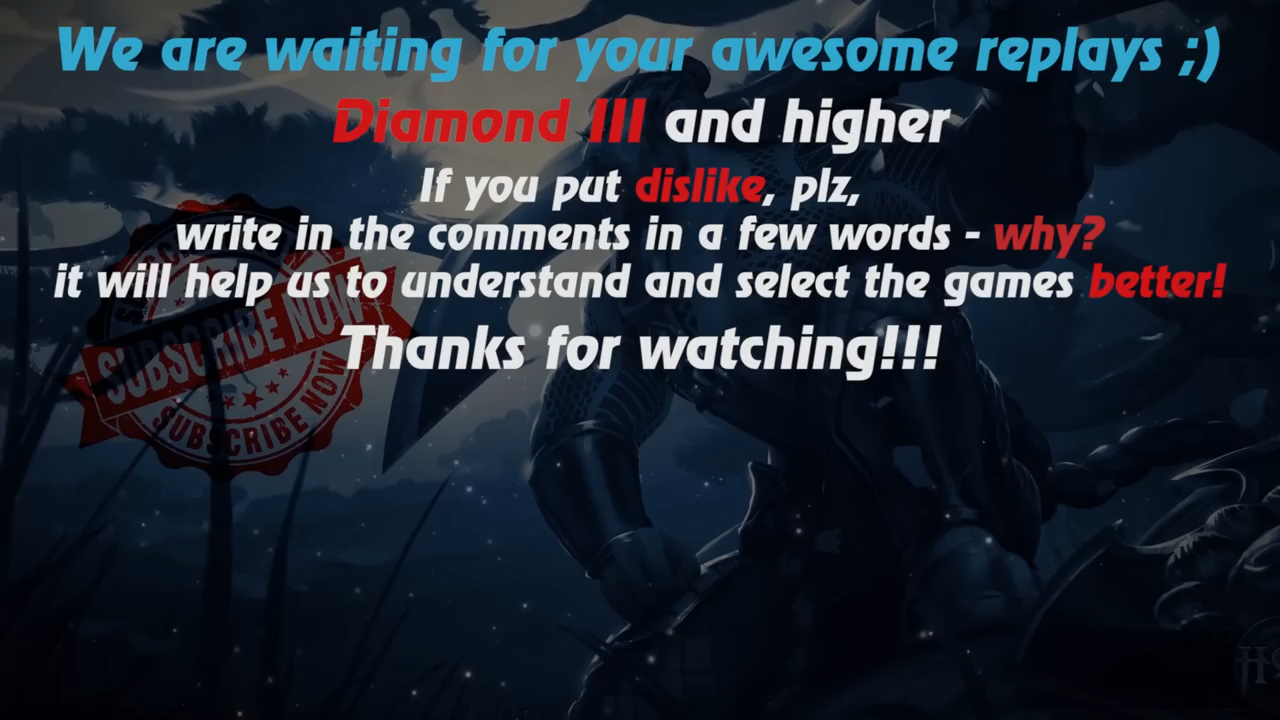 We are waiting for your awesome replays ;)
Diamond III and higher
If you put dislike, plz,
write in the comments in a few words - why?
it will help us to understand and select the games better!
Thanks for watching!!!
SUBSCRIBE NOW
SUBSCRIBE NOW